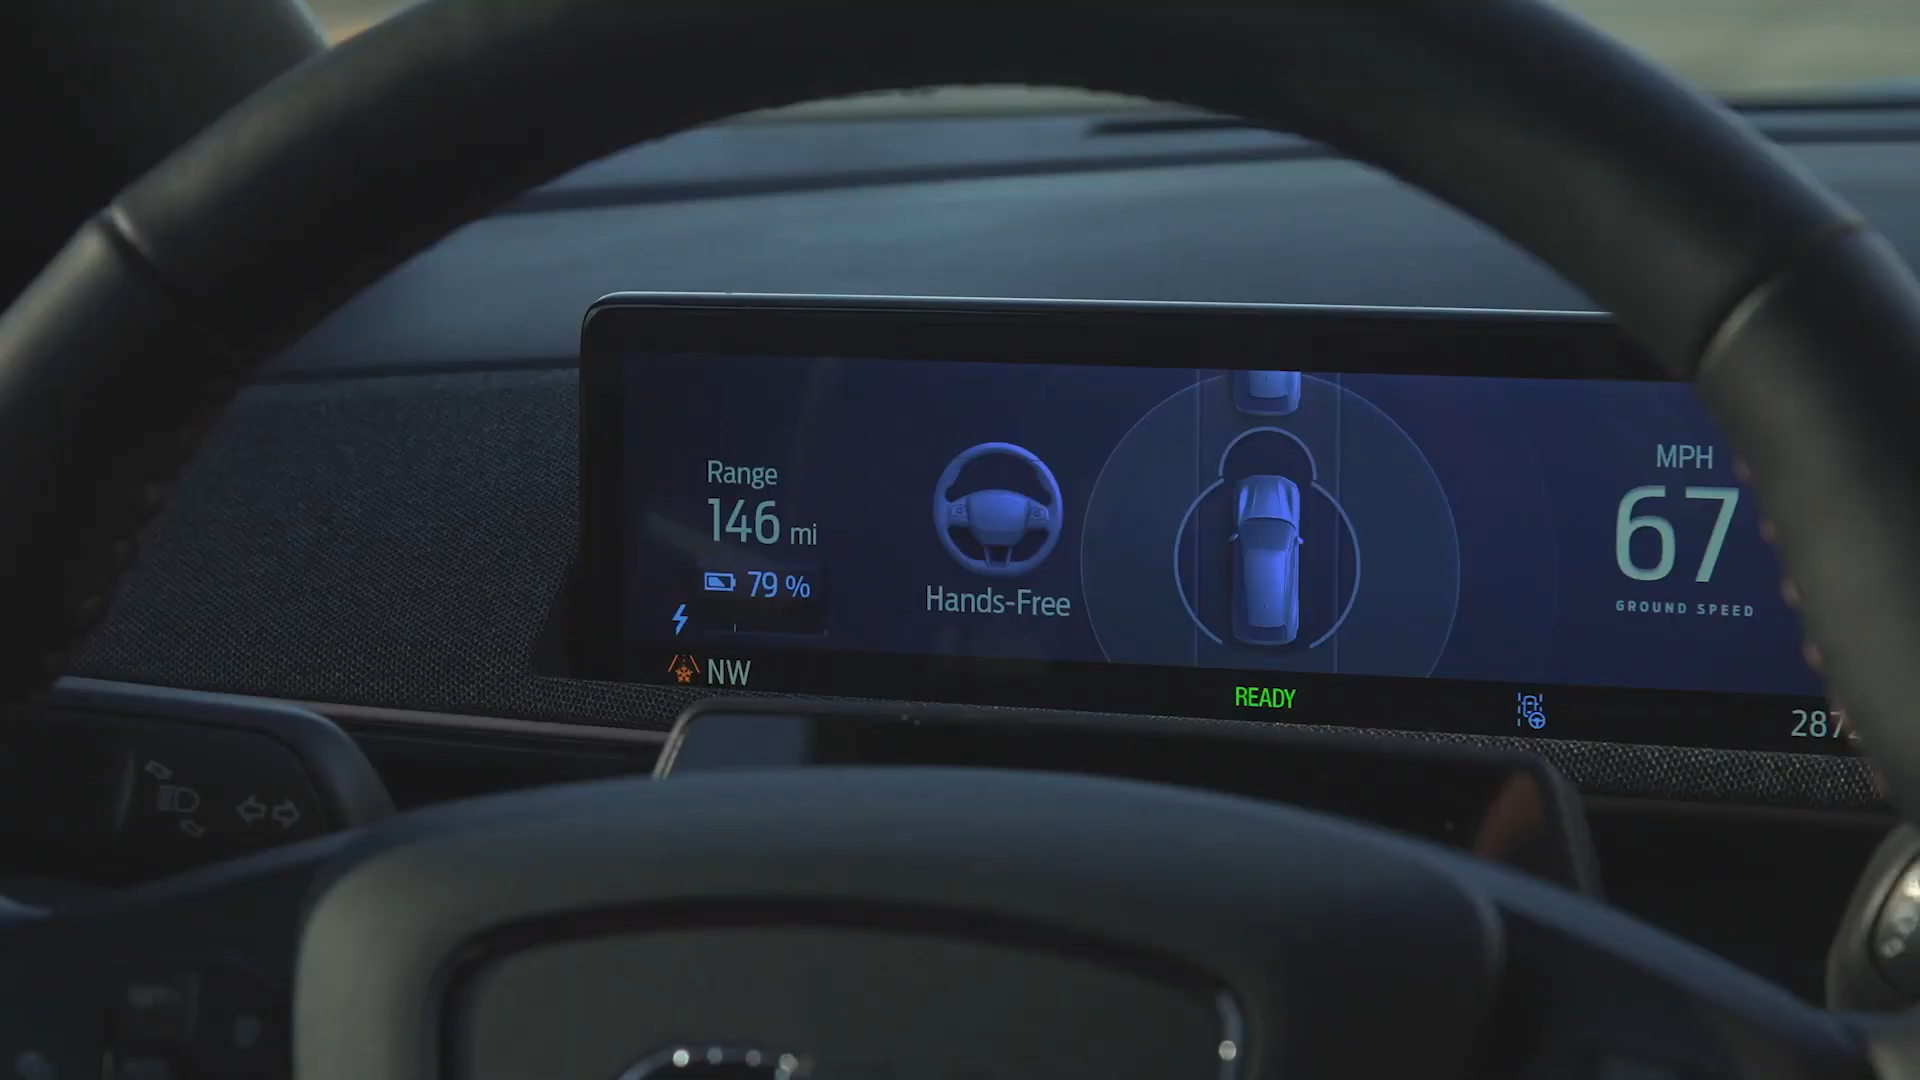 Range
146 mi
79 %
Hands-Free
MPH
67
GROUND SPEED
NW
READY